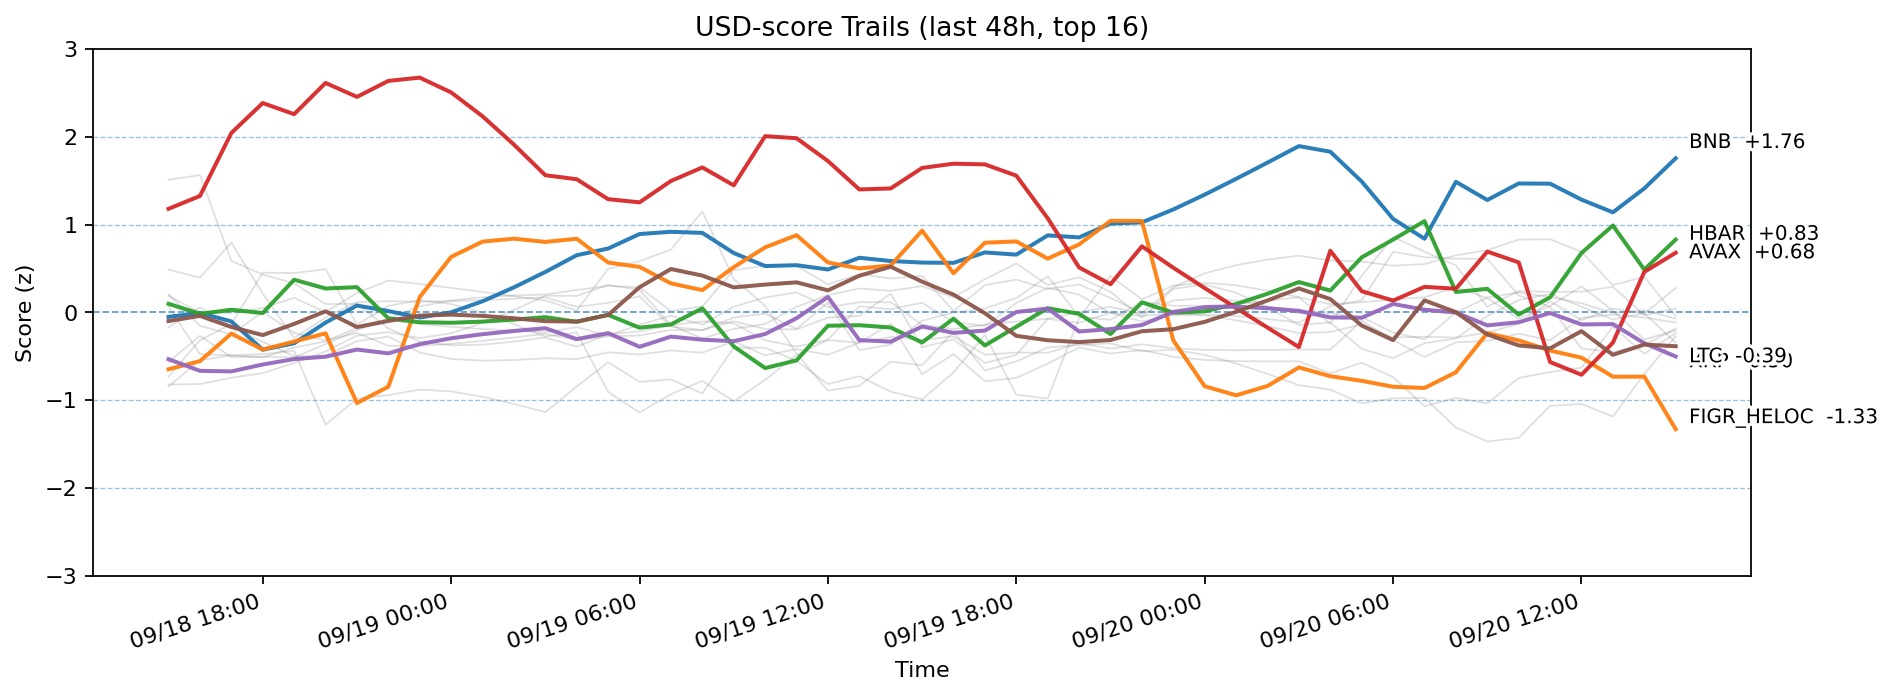 USD-score Trails (last 48h, top 16)
Score (z)
3
2
1
0
−1
−2
−3
BNB +1.76
HBAR +0.83
AVAX +0.68
LTC -0.39
FIGR_HELOC -1.33
09/18 18:00
09/19 00:00
09/19 06:00
09/19 12:00
09/19 18:00
09/20 00:00
09/20 06:00
09/20 12:00
Time